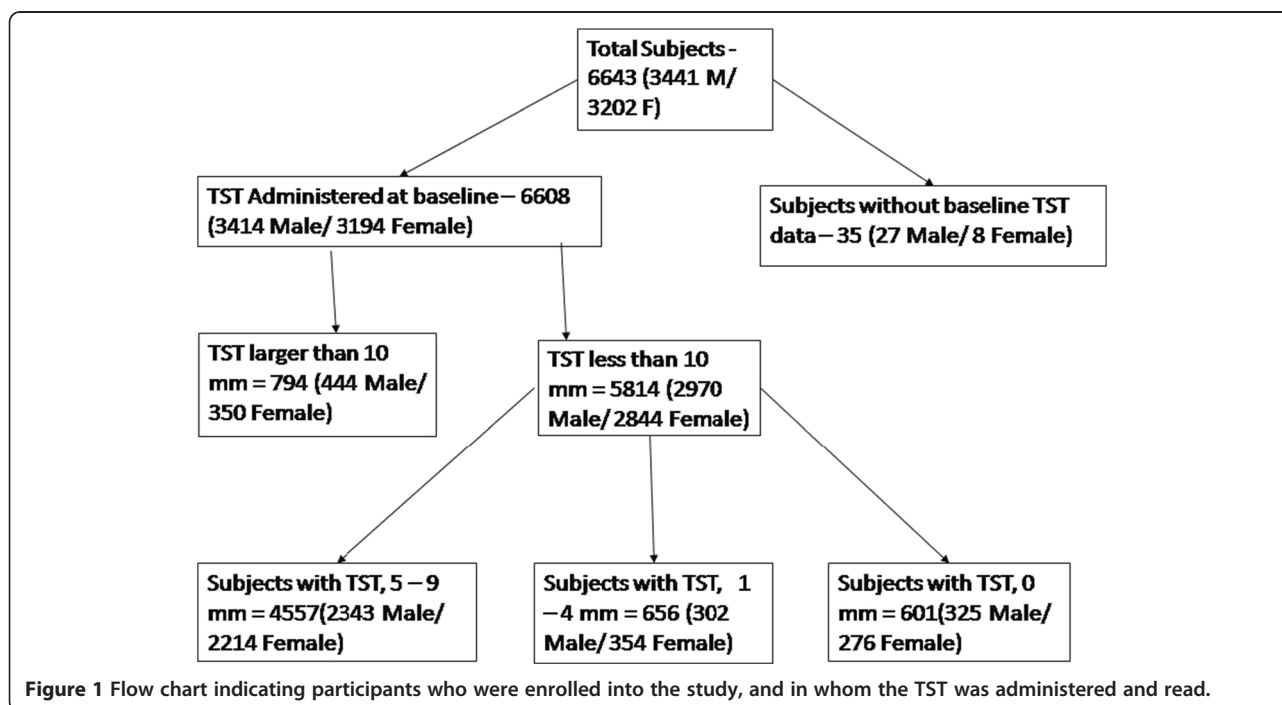 Total Subjects -
6643 (3441 M/
3202 F)
TST Administered at baseline – 6608
(3414 Male/ 3194 Female)
Subjects without baseline TST
data – 35 (27 Male/ 8 Female)
TST larger than 10
mm = 794 (444 Male/
350 Female)
TST less than 10
mm = 5814 (2970
Male/ 2844 Female)
Subjects with TST, 5 – 9
mm = 4557(2343 Male/
2214 Female)
Subjects with TST, 1
– 4 mm = 656 (302
Male/ 354 Female)
Subjects with TST, 0
mm = 601(325 Male/
276 Female)
Figure 1 Flow chart indicating participants who were enrolled into the study, and in whom the TST was administered and read.